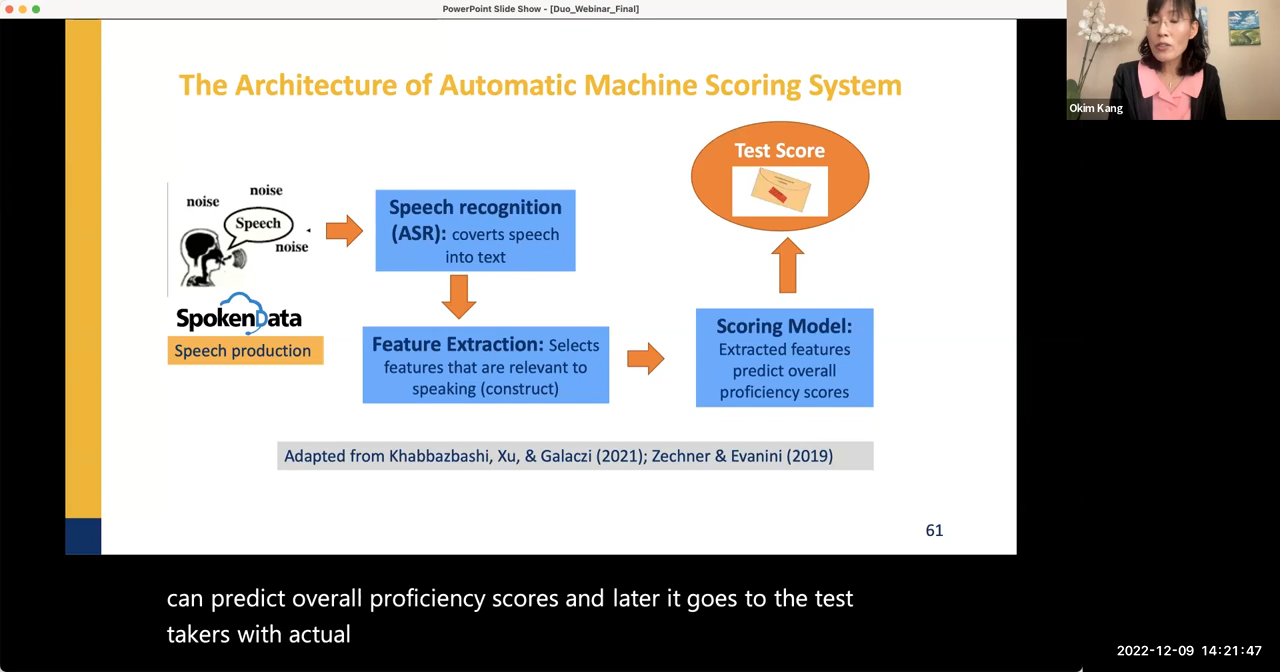 PowerPoint Slide Show - [Duo_Webinar_Final]
Okim Kang
The Architecture of Automatic Machine Scoring System
noise
noise
Speech
noise
SpokenData
Speech production
Speech recognition
(ASR): coverts speech
into text
Feature Extraction: Selects
features that are relevant to
speaking (construct)
Test Score
Scoring Model:
Extracted features
predict overall
proficiency scores
Adapted from Khabbazbashi, Xu, & Galaczi (2021); Zechner & Evanini (2019)
61
can predict overall proficiency scores and later it goes to the test
takers with actual
2022-12-09 14:21:47